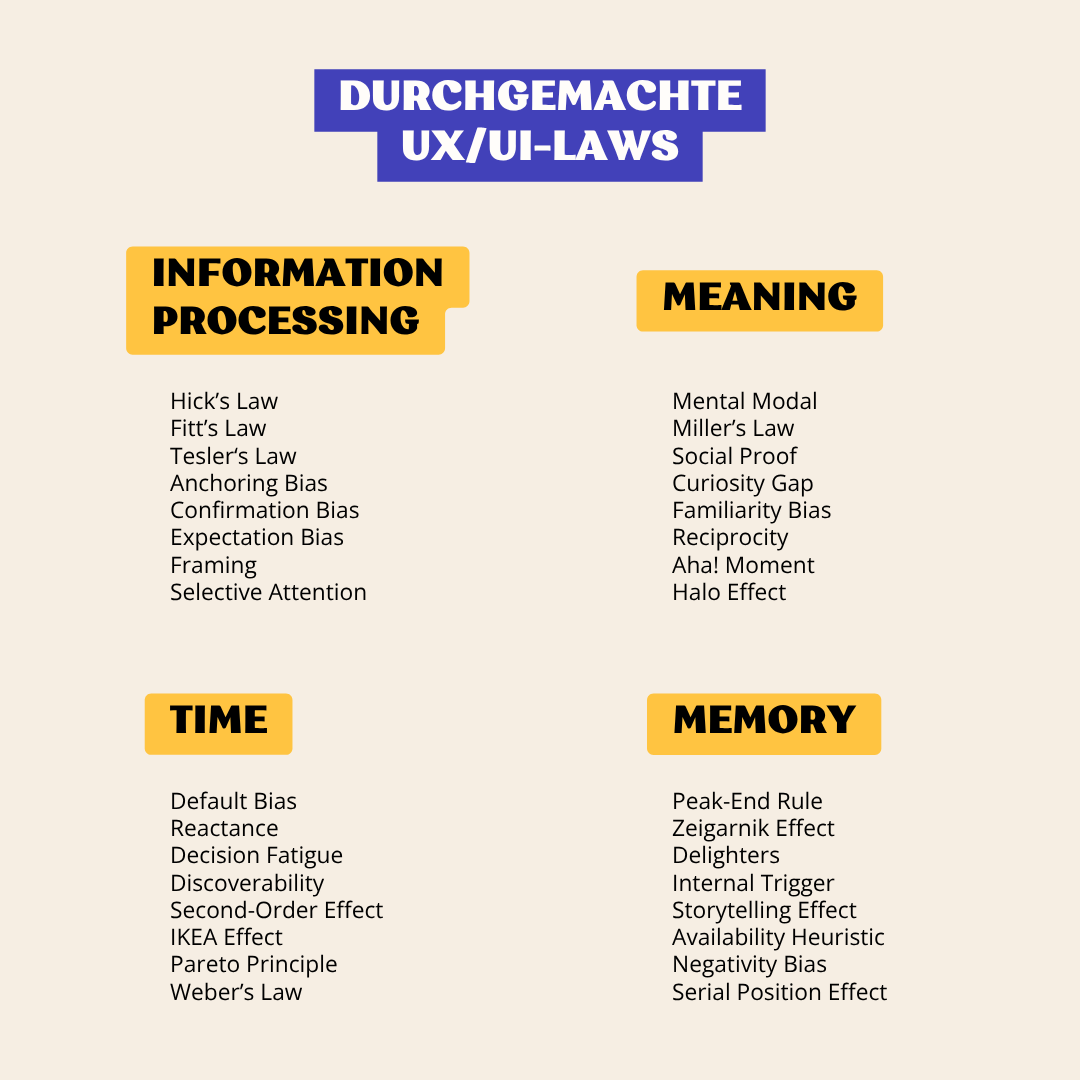 DURCHGEMACHTE
UX/UI-LAWS
INFORMATION
PROCESSING
Hick’s Law
Fitt’s Law
Tesler‘s Law
Anchoring Bias
Confirmation Bias
Expectation Bias
Framing
Selective Attention
MEANING
Mental Modal
Miller’s Law
Social Proof
Curiosity Gap
Familiarity Bias
Reciprocity
Aha! Moment
Halo Effect
TIME
Default Bias
Reactance
Decision Fatigue
Discoverability
Second-Order Effect
IKEA Effect
Pareto Principle
Weber’s Law
MEMORY
Peak-End Rule
Zeigarnik Effect
Delighters
Internal Trigger
Storytelling Effect
Availability Heuristic
Negativity Bias
Serial Position Effect